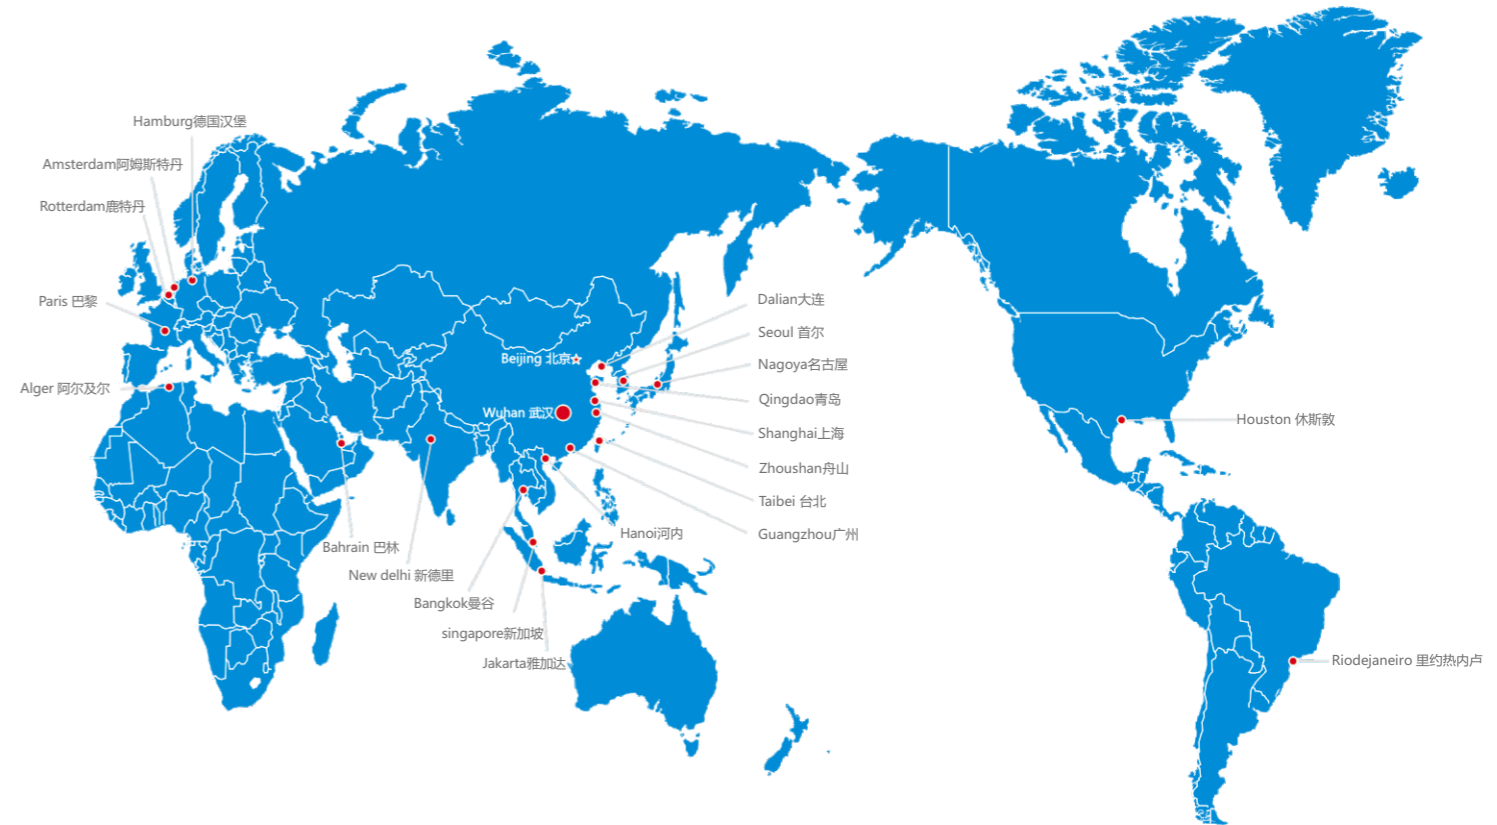 Hamburg德国汉堡
Amsterdam阿姆斯特丹
Rotterdam鹿特丹
Paris 巴黎
Alger 阿尔及尔
Beijing 北京
Wuhan 武汉
Dalian大连
Seoul 首尔
Nagoya名古屋
Qingdao青岛
Shanghai上海
Zhoushan舟山
Taibei 台北
Guangzhou广州
Hanoi河内
Bahrain 巴林
New delhi 新德里
Bangkok曼谷
singapore新加坡
Jakarta雅加达
Houston 休斯敦
Riodejaneiro 里约热内卢